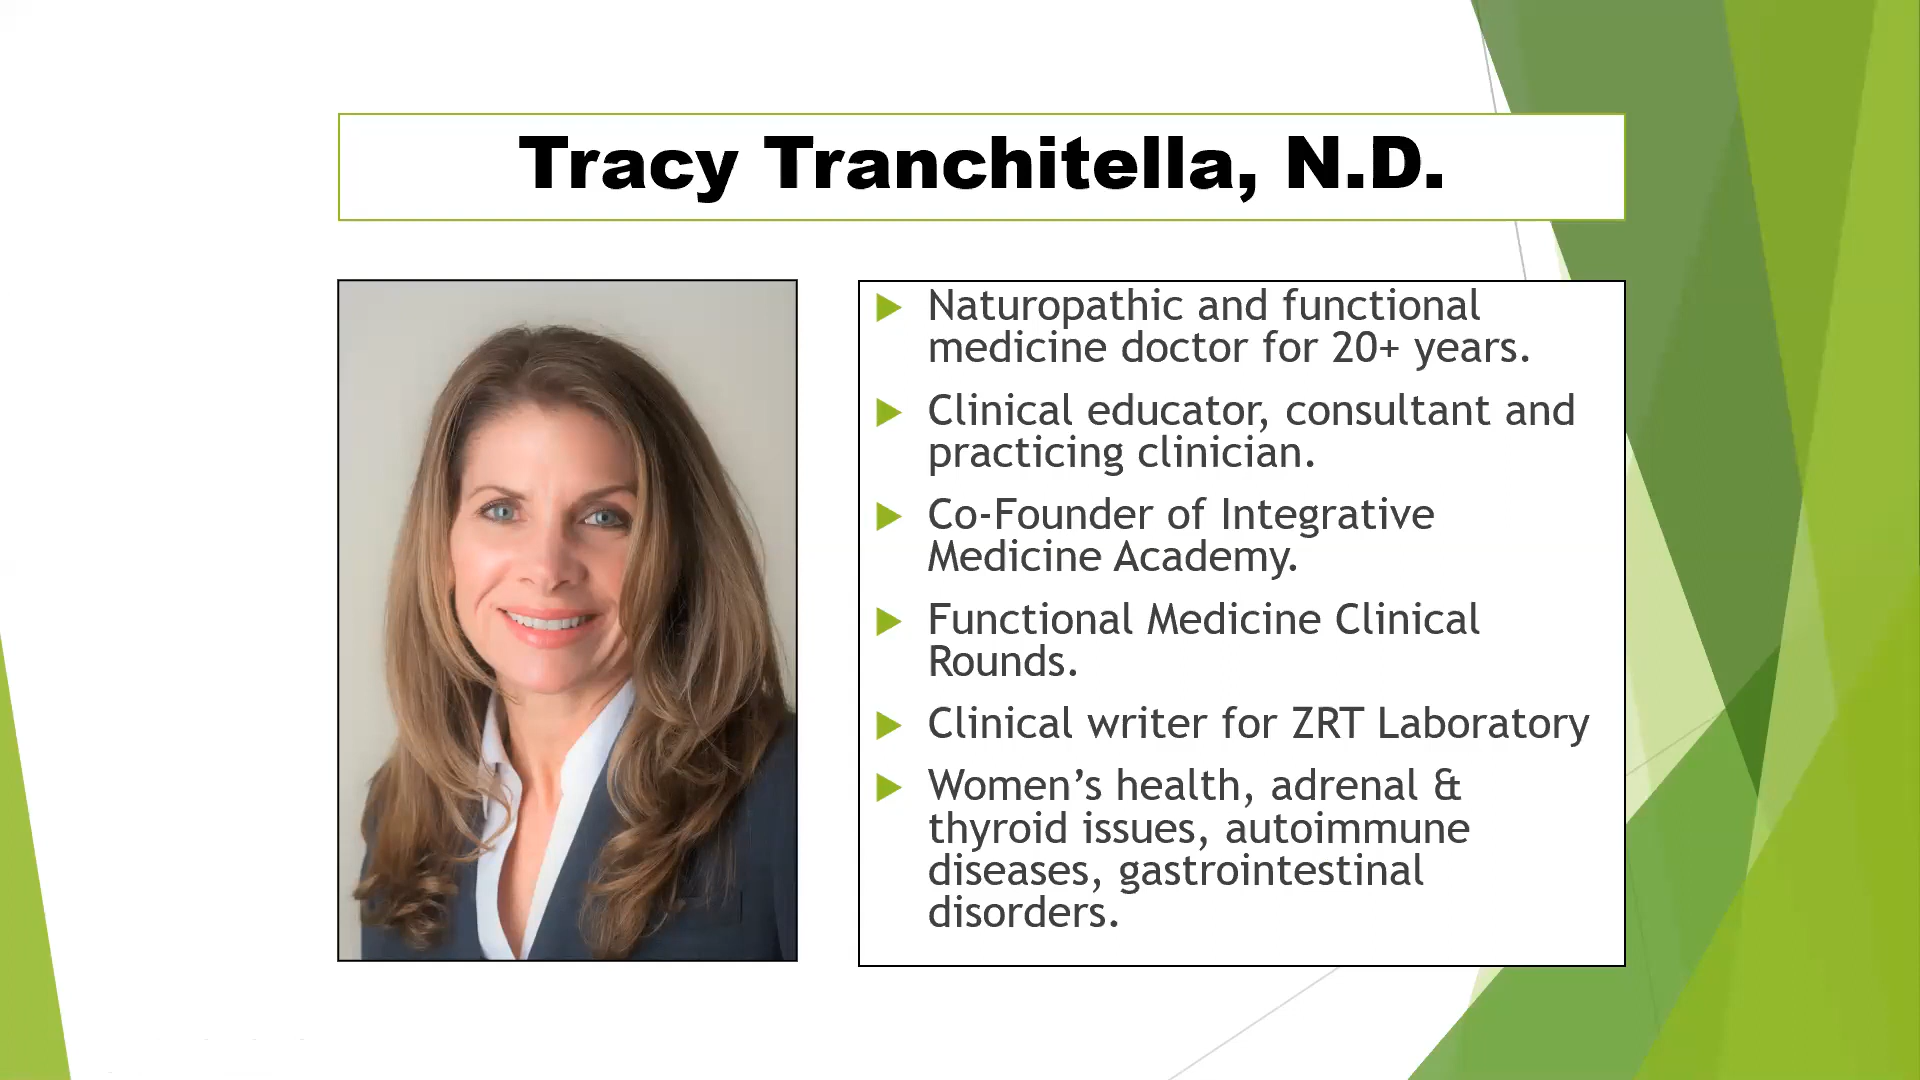 Tracy Tranchitella, N.D.
Naturopathic and functional
medicine doctor for 20+ years.
Clinical educator, consultant and
practicing clinician.
Co-Founder of Integrative
Medicine Academy.
Functional Medicine Clinical
Rounds.
Clinical writer for ZRT Laboratory
Women’s health, adrenal &
thyroid issues, autoimmune
diseases, gastrointestinal
disorders.